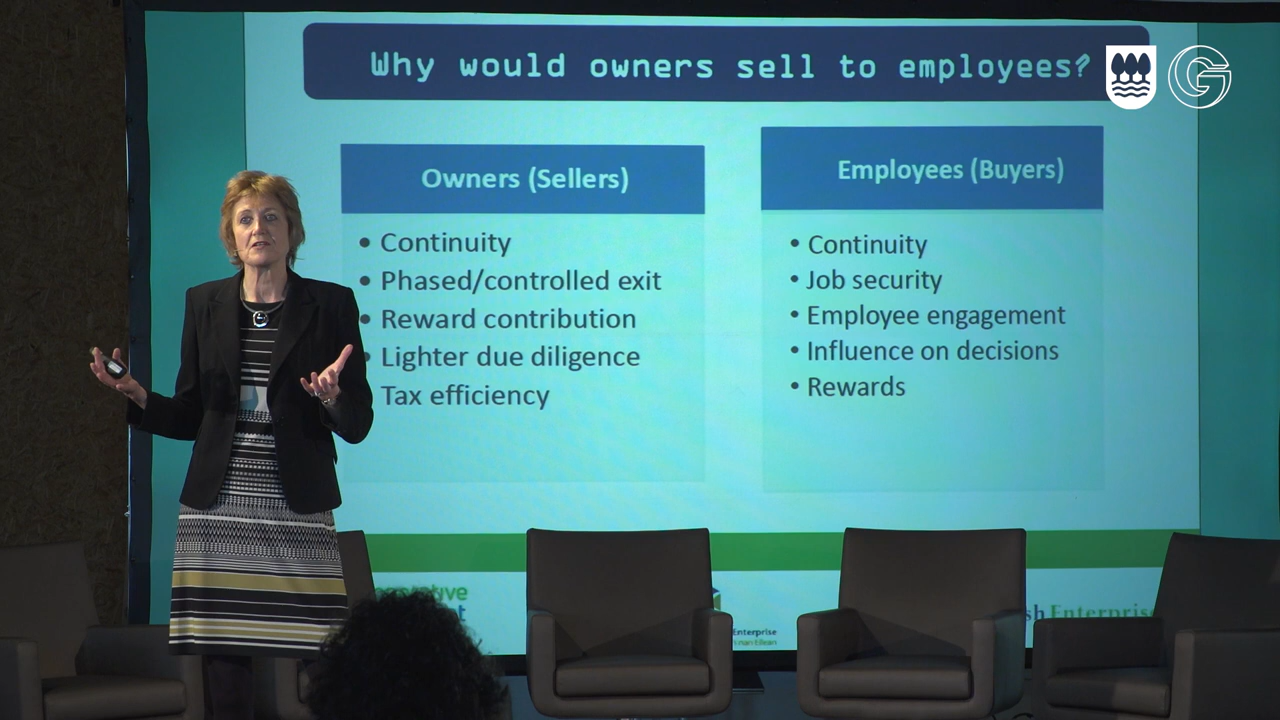 Why would owners sell to employees?
Owners (Sellers)
• Continuity
• Phased/controlled exit
• Reward contribution
• Lighter due diligence
Tax efficiency
Employees (Buyers)
• Continuity
• Job security
• Employee engagement
• Influence on decisions
• Rewards
Enterprise
Enterprise
G